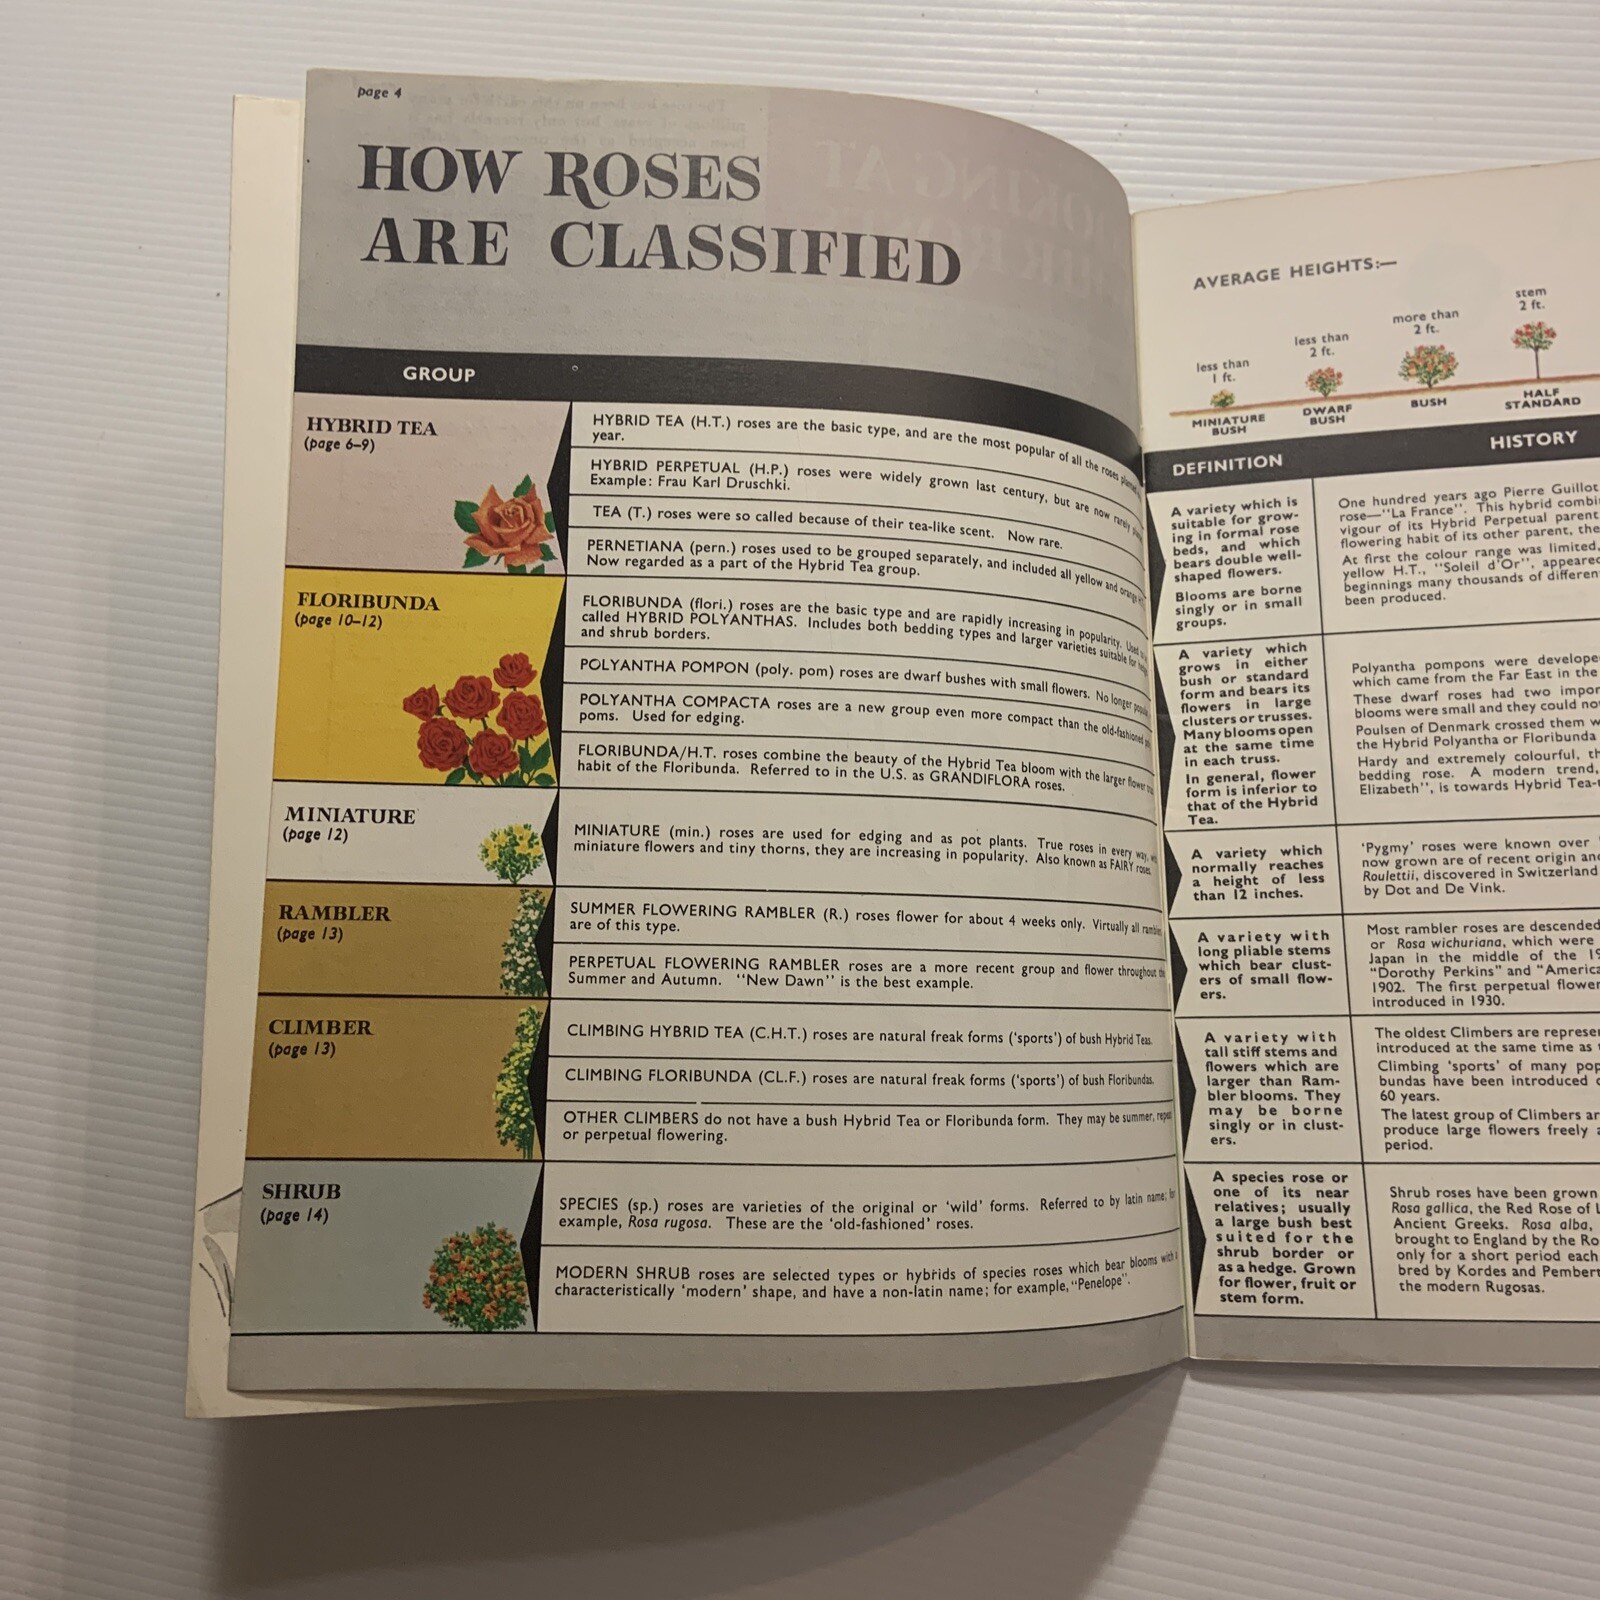 page 4
HOW ROSES
ARE CLASSIFIED
GROUP
HYBRID TEA
(page 6–9)
HYBRID TEA (H.T.) roses are the basic type, and are the most popular of all the roses
year.
HYBRID PERPETUAL (H.P.) roses were widely grown last century, but are now rarely
Example: Frau Karl Druschki.
TEA (T.) roses were so called because of their tea-like scent. Now rare.
PERNETIANA (pern.) roses used to be grouped separately, and included all yellow and orange
Now regarded as a part of the Hybrid Tea group.
FLORIBUNDA
(page 10–12)
FLORIBUNDA (flori.) roses are the basic type and are rapidly increasing in popularity. Used
called HYBRID POLYANTHAS. Includes both bedding types and larger varieties suitable for
and shrub borders.
POLYANTHA POMPON (poly. pom) roses are dwarf bushes with small flowers. No longer
POLYANTHA COMPACTA roses are a new group even more compact than the old-fashioned
poms. Used for edging.
FLORIBUNDA/H.T. roses combine the beauty of the Hybrid Tea bloom with the larger flower
habit of the Floribunda. Referred to in the U.S. as GRANDIFLORA roses.
MINIATURE
(page 12)
MINIATURE (min.) roses are used for edging and as pot plants. True roses in every way,
miniature flowers and tiny thorns, they are increasing in popularity. Also known as FAIRY roses.
RAMBLER
(page 13)
SUMMER FLOWERING RAMBLER (R.) roses flower for about 4 weeks only. Virtually all
are of this type.
PERPETUAL FLOWERING RAMBLER roses are a more recent group and flower throughout
Summer and Autumn. "New Dawn" is the best example.
CLIMBER
(page 13)
CLIMBING HYBRID TEA (C.H.T.) roses are natural freak forms ('sports') of bush Hybrid Teas.
CLIMBING FLORIBUNDA (CL.F.) roses are natural freak forms ('sports') of bush Floribundas.
OTHER CLIMBERS do not have a bush Hybrid Tea or Floribunda form. They may be summer,
or perpetual flowering.
SHRUB
(page 14)
SPECIES (sp.) roses are varieties of the original or 'wild' forms. Referred to by latin name;
example, Rosa rugosa. These are the 'old-fashioned' roses.
MODERN SHRUB roses are selected types or hybrids of species roses which bear blooms with
characteristically 'modern' shape, and have a non-latin name; for example, "Penelope".
AVERAGE HEIGHTS:—
less than
1 ft.
MINIATURE
BUSH
less than
2 ft.
DWARF
BUSH
more than
2 ft.
BUSH
stem
2 ft.
HALF
STANDARD
DEFINITION
HISTORY
A variety which is
suitable for grow-
ing in formal rose
beds, and which
bears double well-
shaped flowers.
Blooms are borne
singly or in small
groups.
One hundred years ago Pierre Guillot
rose—"La France". This hybrid
vigour of its Hybrid Perpetual parent
flowering habit of its other parent,
At first the colour range was limited,
yellow H.T., "Soleil d'Or",
beginnings many thousands of
been produced.
A variety which
grows in either
bush or standard
form and bears its
flowers in large
clusters or trusses.
Many blooms open
at the same time
in each truss.
In general, flower
form is inferior to
that of the Hybrid
Tea.
Polyantha pompons were
which came from the Far East in the
These dwarf roses had two
blooms were small and they could
Poulsen of Denmark crossed them
the Hybrid Polyantha or Floribunda
Hardy and extremely colourful,
bedding rose. A modern trend,
Elizabeth", is towards Hybrid
A variety which
normally reaches
a height of less
than 12 inches.
'Pygmy' roses were known over
now grown are of recent origin
Roulettii, discovered in Switzerland
by Dot and De Vink.
A variety with
long pliable stems
which bear clust-
ers of small flow-
ers.
Most rambler roses are descended
or Rosa wichuriana, which were
Japan in the middle of the
"Dorothy Perkins" and
1902. The first perpetual
introduced in 1930.
A variety with
tall stiff stems and
flowers which are
larger than Ram-
bler blooms. They
may be borne
singly or in clust-
ers.
The oldest Climbers are
introduced at the same time as
Climbing 'sports' of many
bundas have been introduced
60 years.
The latest group of Climbers
produce large flowers freely
period.
A species rose or
one of its near
relatives; usually
a large bush best
suited for the
shrub border or
as a hedge. Grown
for flower, fruit or
stem form.
Shrub roses have been grown
Rosa gallica, the Red Rose of
Ancient Greeks. Rosa alba,
brought to England by the
only for a short period each
bred by Kordes and
the modern Rugosas.